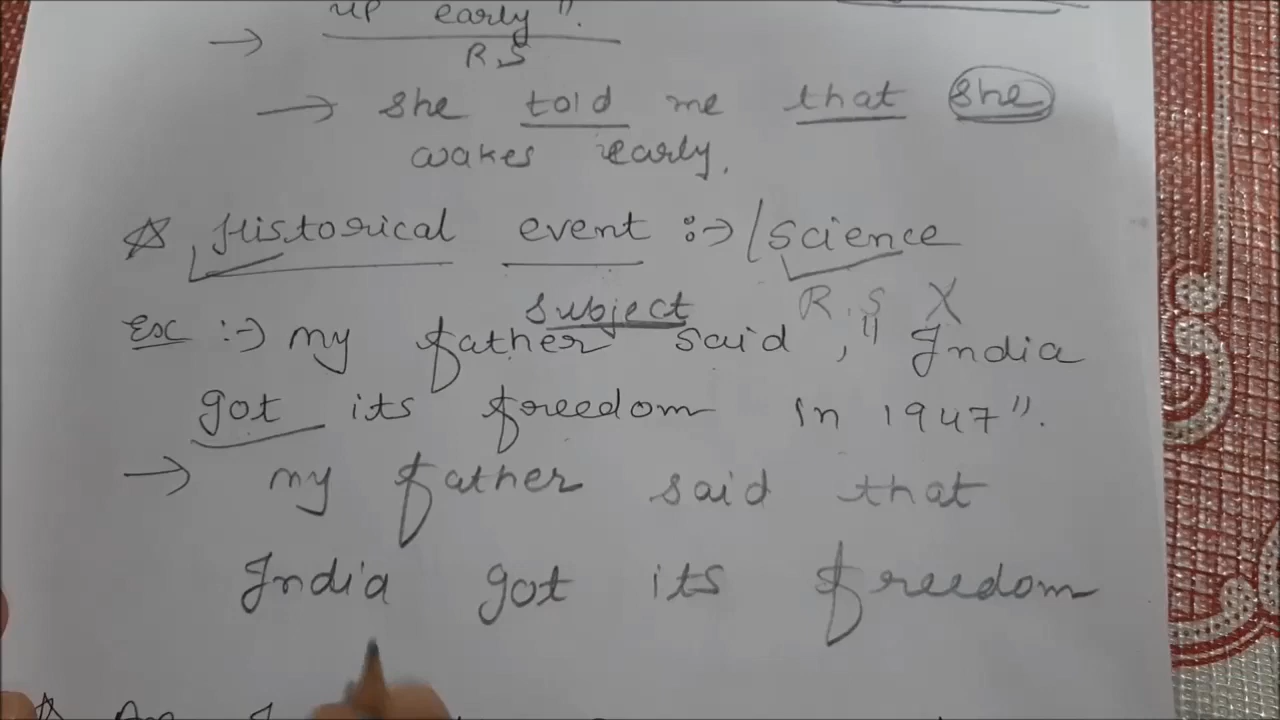 up early".
→ R.S
→ she told me that she
wakes early.
☆ Historical event :→ / Science
subject R.S X
Ex :→ my father said ," India
got its freedom in 1947".
→ my father said that
India got its freedom